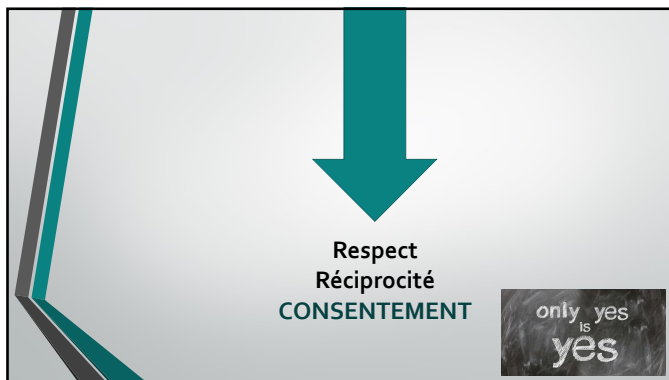 Respect
Réciprocité
CONSENTEMENT
only yes
is
yes